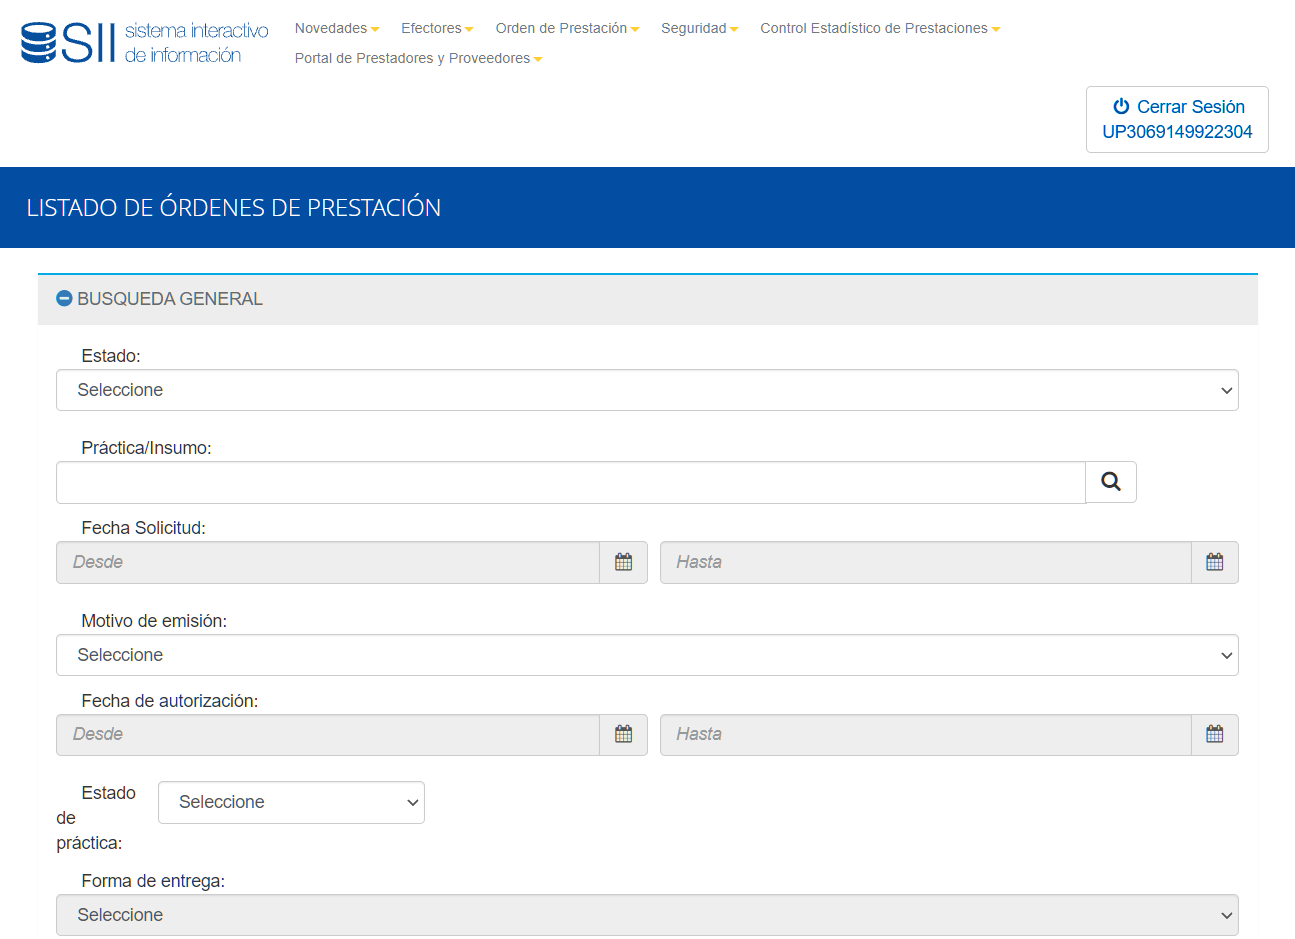 SII sistema interactivo
de información
Novedades Efectores Orden de Prestación Seguridad Control Estadístico de Prestaciones
Portal de Prestadores y Proveedores
Cerrar Sesión
UP3069149922304
LISTADO DE ÓRDENES DE PRESTACIÓN
BUSQUEDA GENERAL
Estado:
Seleccione
Práctica/Insumo:
Fecha Solicitud:
Desde Hasta
Motivo de emisión:
Seleccione
Fecha de autorización:
Desde Hasta
Estado
de
práctica:
Seleccione
Forma de entrega:
Seleccione